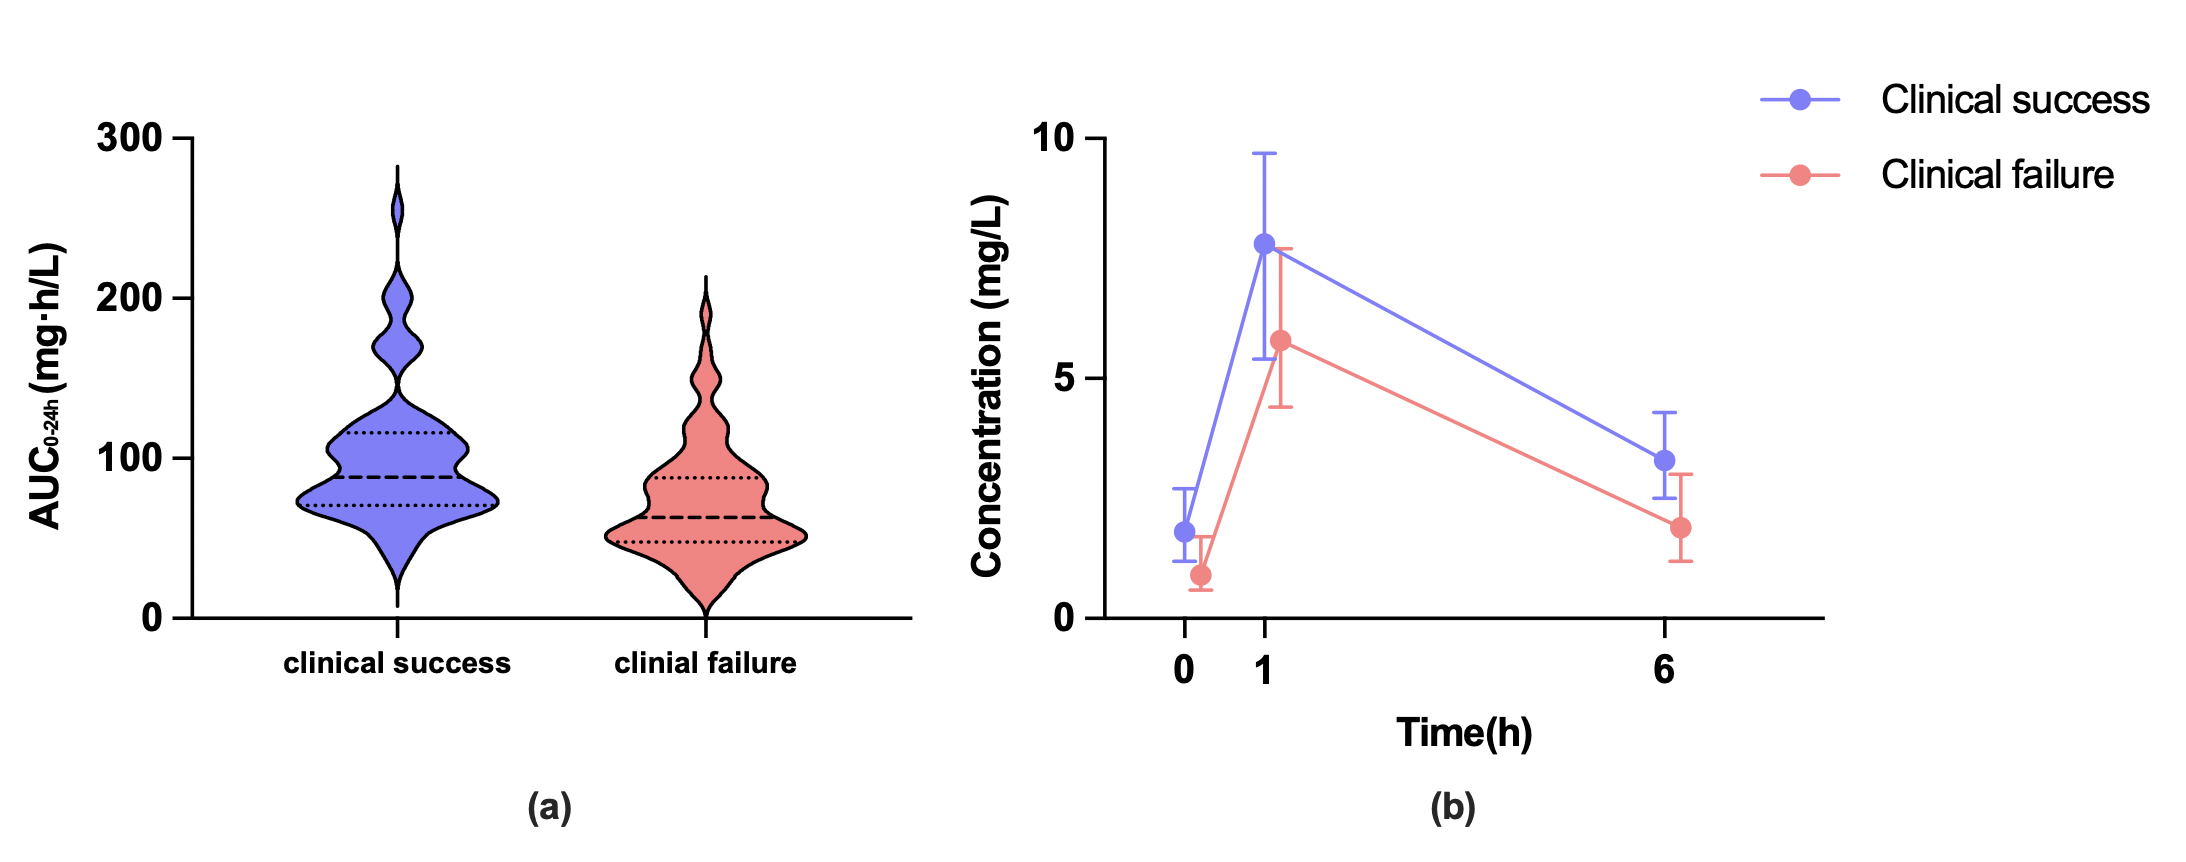 300
200
100
0
AUC0-24h (mg·h/L)
clinical success
clinial failure
(a)
10
5
0
Concentration (mg/L)
0 1 6
Time(h)
(b)
Clinical success
Clinical failure